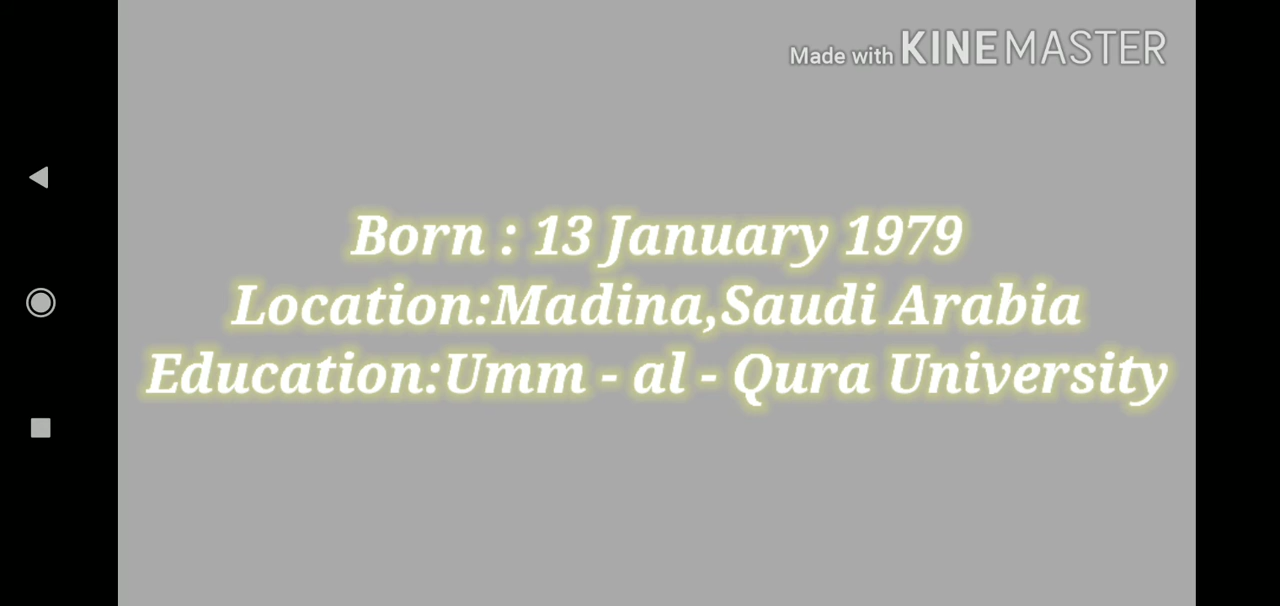 Made with KINEMASTER
Born : 13 January 1979
Location:Madina,Saudi Arabia
Education:Umm - al - Qura University